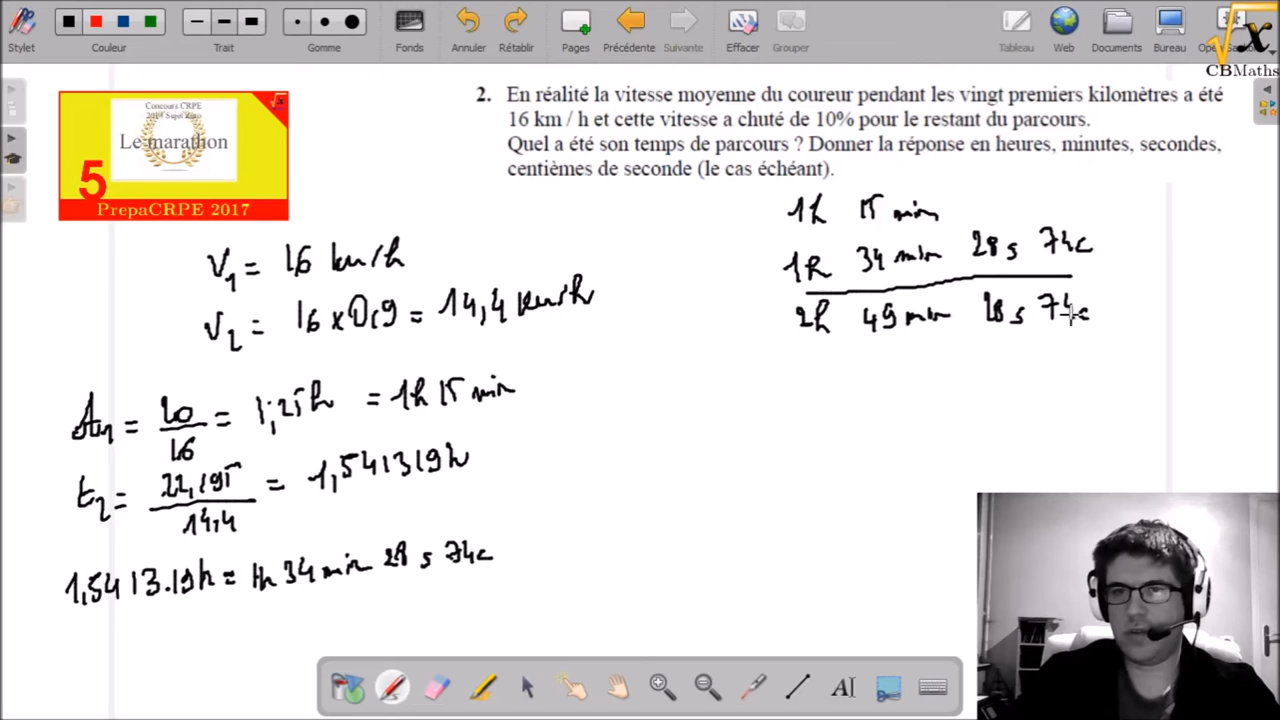 Stylet Couleur Trait Gomme Fonds Annuler Rétablir Pages Précédente Suivante Effacer Grouper Tableau Web Documents Bureau
CBMaths
Concours CRPE
Le marathon
5
PrepaCRPE 2017
2. En réalité la vitesse moyenne du coureur pendant les vingt premiers kilomètres a été
16 km / h et cette vitesse a chuté de 10% pour le restant du parcours.
Quel a été son temps de parcours ? Donner la réponse en heures, minutes, secondes,
centièmes de seconde (le cas échéant).
1h 15 min
1h 34 min 28 s 74c
2h 49 min 28 s 74c
V1 = 16 km/h
V2 = 16 x 0,9 = 14,4 km/h
t1 = 20/16 = 1,25h = 1h 15 min
t2 = 22,195/14,4 = 1,541319h
1,541319h = 1h 34 min 28 s 74c
AI